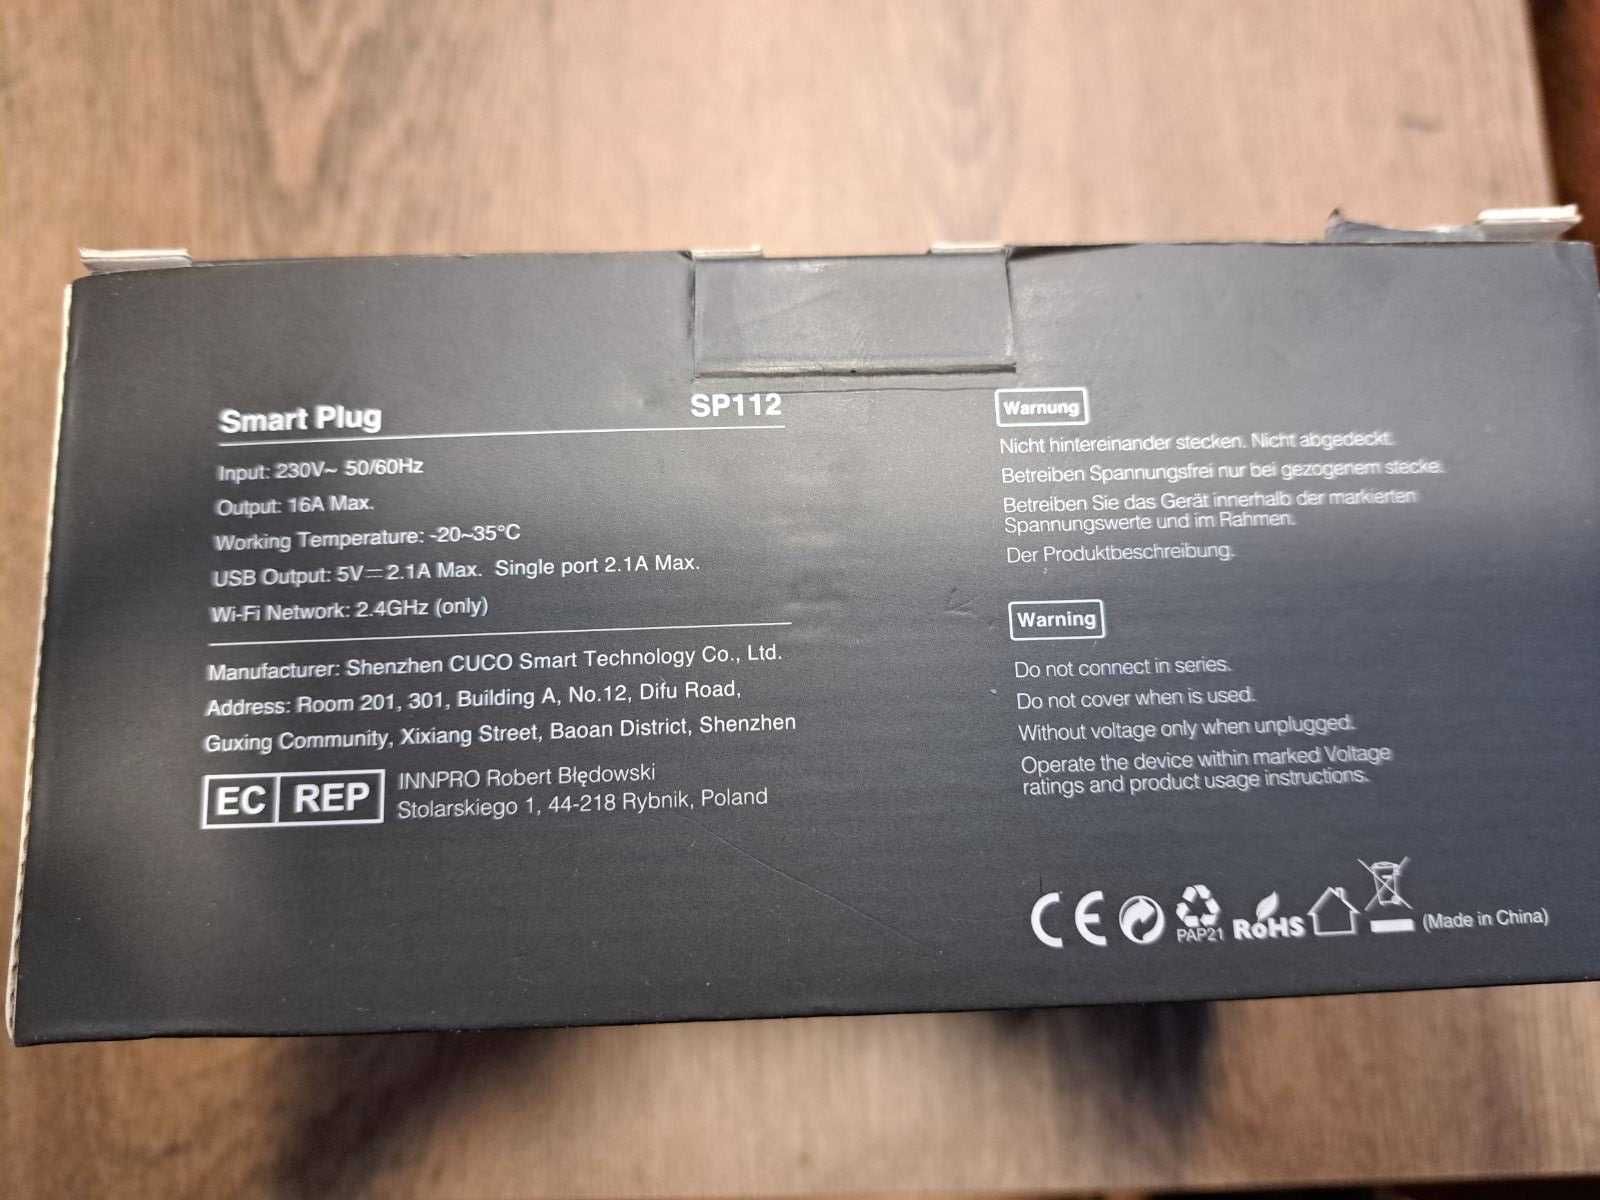 Smart Plug SP112
Input: 230V~ 50/60Hz
Output: 16A Max.
Working Temperature: -20~35°C
USB Output: 5V⎓2.1A Max. Single port 2.1A Max.
Wi-Fi Network: 2.4GHz (only)
Manufacturer: Shenzhen CUCO Smart Technology Co., Ltd.
Address: Room 201, 301, Building A, No.12, Difu Road,
Guxing Community, Xixiang Street, Baoan District, Shenzhen
EC REP
INNPRO Robert Błędowski
Stolarskiego 1, 44-218 Rybnik, Poland
Warnung
Nicht hintereinander stecken. Nicht abgedeckt.
Betreiben Spannungsfrei nur bei gezogenem stecke.
Betreiben Sie das Gerät innerhalb der markierten
Spannungswerte und im Rahmen.
Der Produktbeschreibung.
Warning
Do not connect in series.
Do not cover when is used.
Without voltage only when unplugged.
Operate the device within marked Voltage
ratings and product usage instructions.
CE PAP21 RoHS (Made in China)